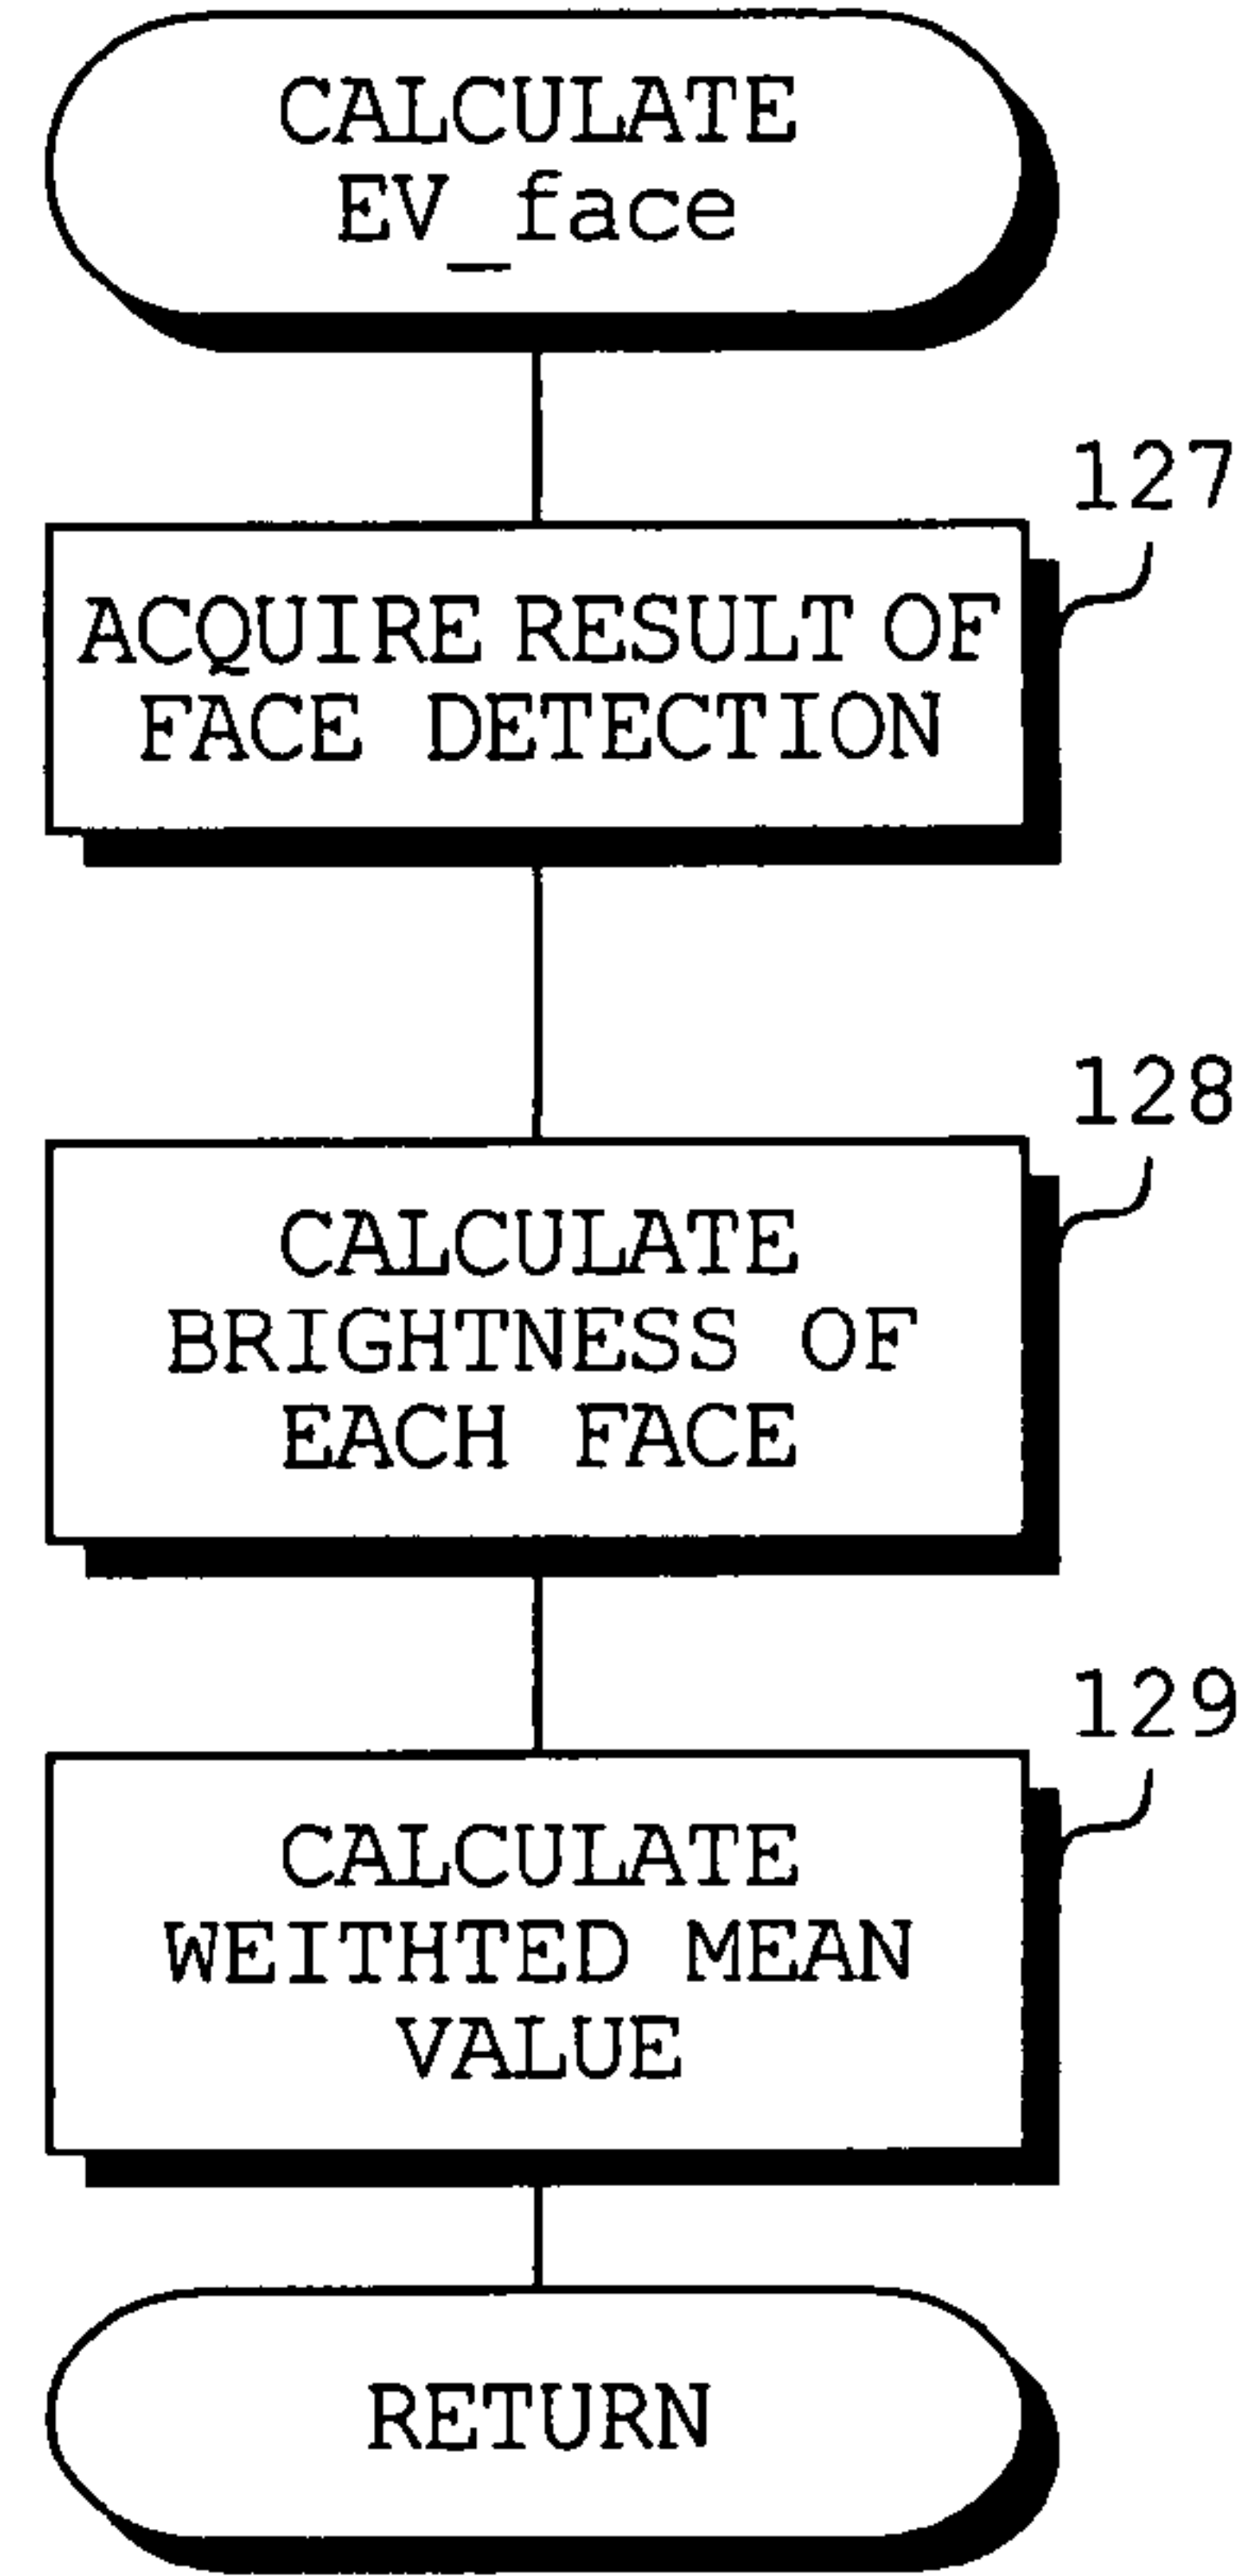 CALCULATE
EV_face
127
ACQUIRE RESULT OF
FACE DETECTION
128
CALCULATE
BRIGHTNESS OF
EACH FACE
129
CALCULATE
WEITHTED MEAN
VALUE
RETURN